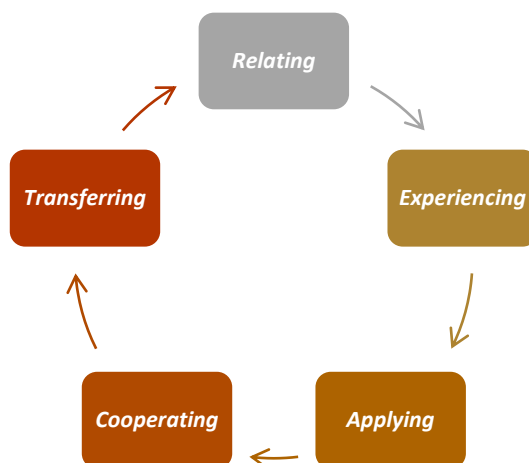 Relating
Experiencing
Applying
Cooperating
Transferring